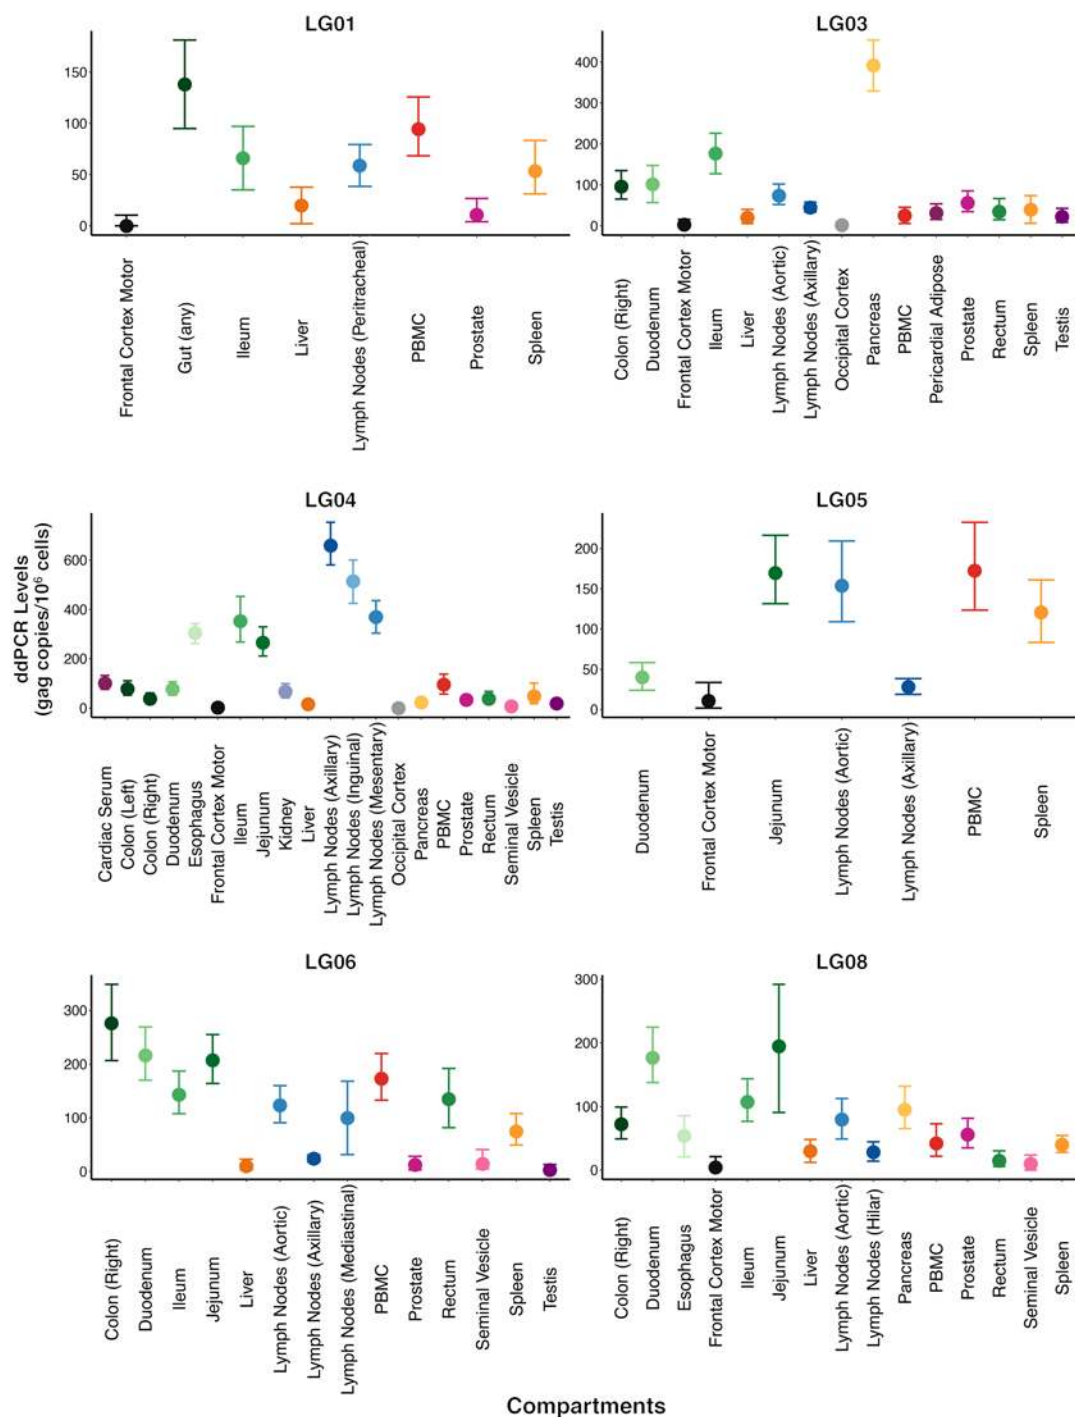 LG01
150
100
50
0
Frontal Cortex Motor
Gut (any)
Ileum
Liver
Lymph Nodes (Peritracheal)
PBMC
Prostate
Spleen
LG03
400
300
200
100
0
Colon (Right)
Duodenum
Frontal Cortex Motor
Ileum
Liver
Lymph Nodes (Aortic)
Lymph Nodes (Axillary)
Occipital Cortex
Pancreas
PBMC
Pericardial Adipose
Prostate
Rectum
Spleen
Testis
ddPCR Levels
(gag copies/10⁶ cells)
LG04
600
400
200
0
Cardiac Serum
Colon (Left)
Colon (Right)
Duodenum
Esophagus
Frontal Cortex Motor
Ileum
Jejunum
Kidney
Liver
Lymph Nodes (Axillary)
Lymph Nodes (Inguinal)
Lymph Nodes (Mesentary)
Occipital Cortex
Pancreas
PBMC
Prostate
Rectum
Seminal Vesicle
Spleen
Testis
LG05
200
150
100
50
0
Duodenum
Frontal Cortex Motor
Jejunum
Lymph Nodes (Aortic)
Lymph Nodes (Axillary)
PBMC
Spleen
LG06
300
200
100
0
Colon (Right)
Duodenum
Ileum
Jejunum
Liver
Lymph Nodes (Aortic)
Lymph Nodes (Axillary)
Lymph Nodes (Mediastinal)
PBMC
Prostate
Rectum
Seminal Vesicle
Spleen
Testis
LG08
300
200
100
0
Colon (Right)
Duodenum
Esophagus
Frontal Cortex Motor
Ileum
Jejunum
Liver
Lymph Nodes (Aortic)
Lymph Nodes (Hilar)
Pancreas
PBMC
Prostate
Rectum
Seminal Vesicle
Spleen
Compartments